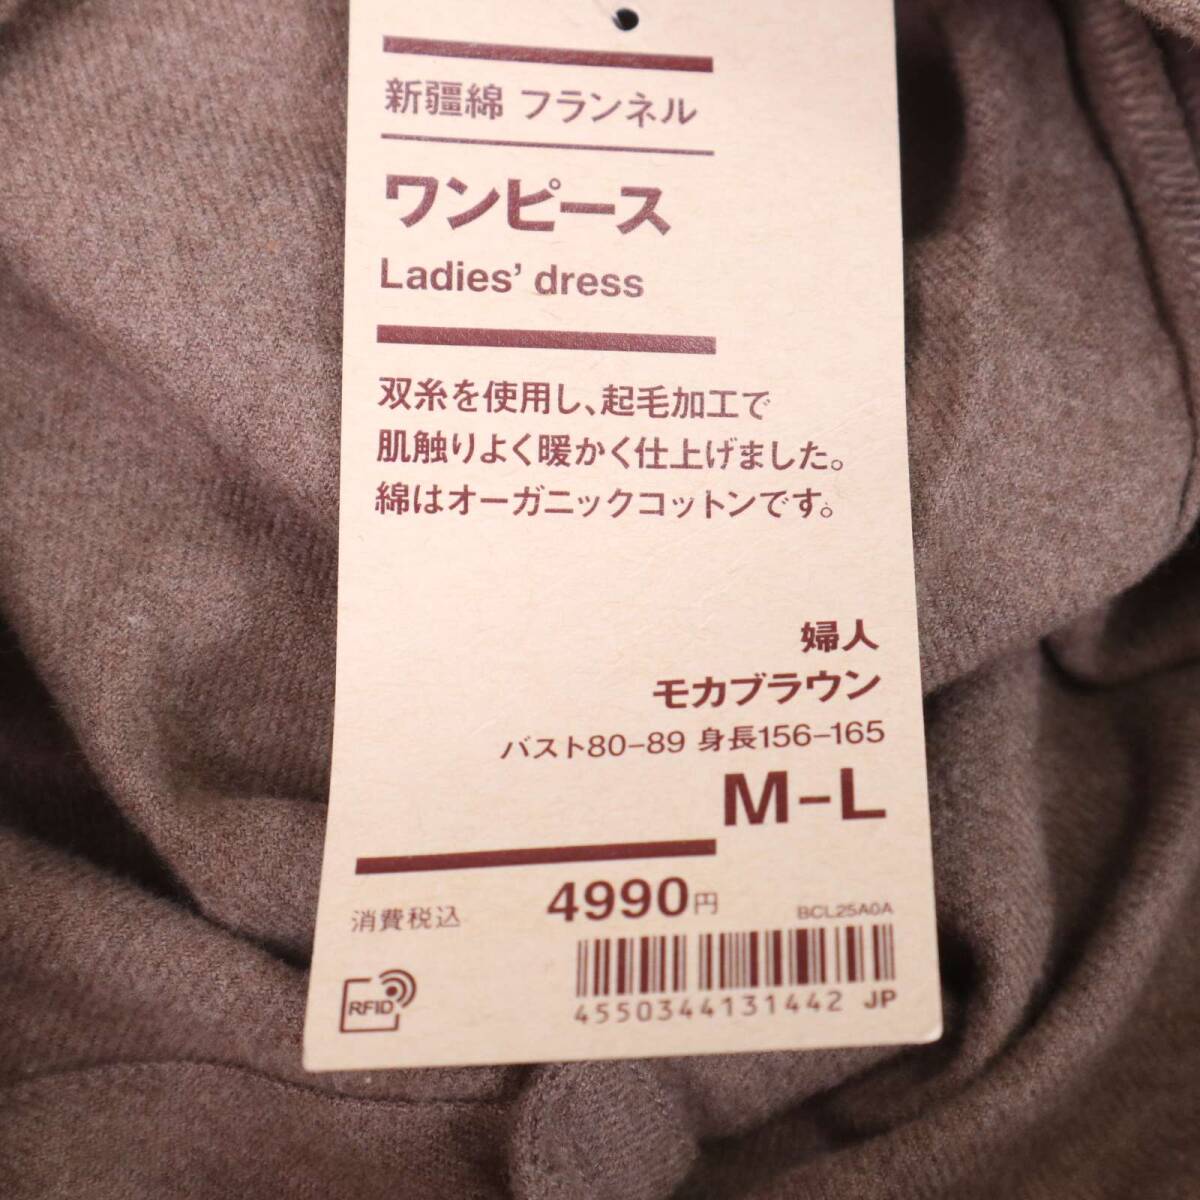 新疆綿 フランネル
ワンピース
Ladies’ dress
双糸を使用し、起毛加工で
肌触りよく暖かく仕上げました。
綿はオーガニックコットンです。
婦人
モカブラウン
バスト80-89 身長156-165
M-L
消費税込 4990円
BCL25A0A
4550344131442 JP
RFID